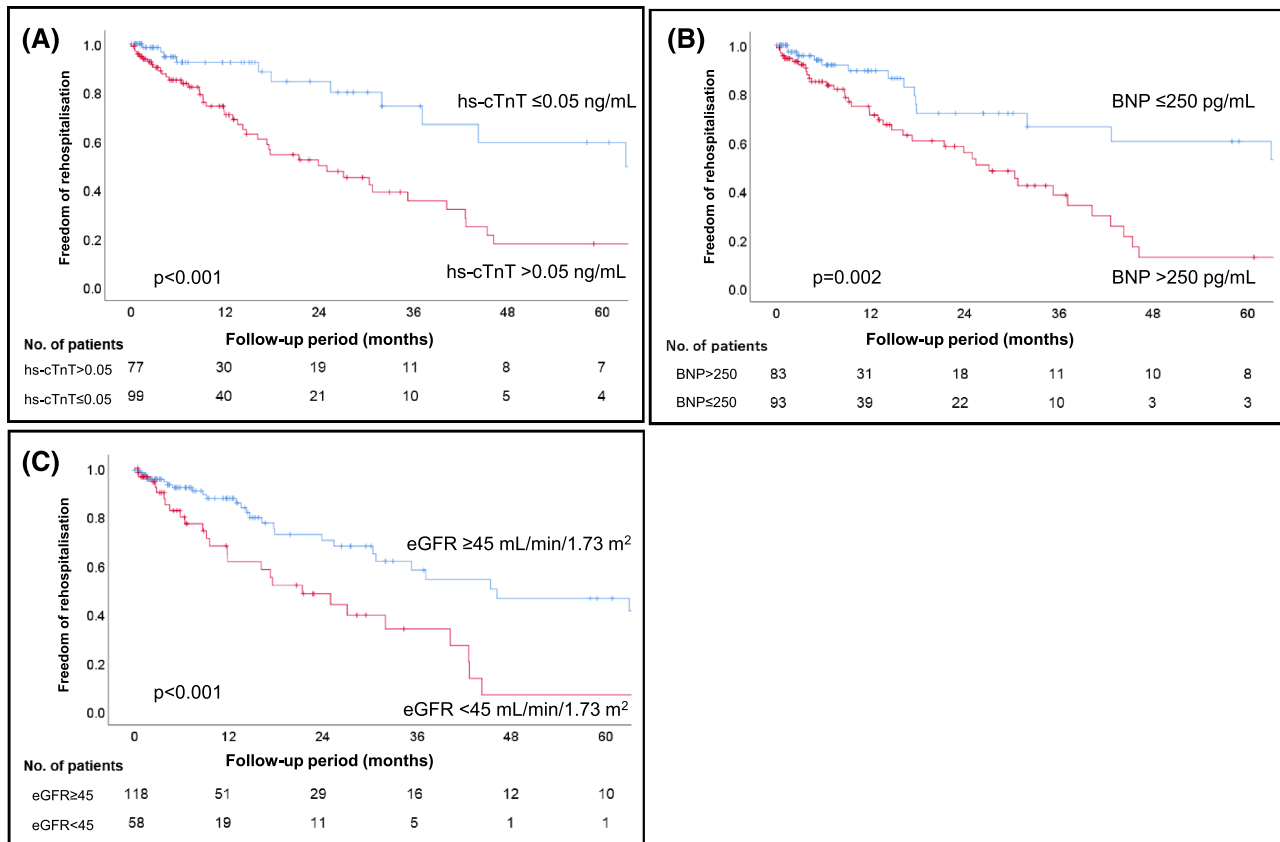 (A)
Freedom of rehospitalisation
1.0
0.8
0.6
0.4
0.2
0.0
hs-cTnT ≤0.05 ng/mL
hs-cTnT >0.05 ng/mL
p<0.001
0 12 24 36 48 60
Follow-up period (months)
No. of patients
hs-cTnT>0.05 77 30 19 11 8 7
hs-cTnT≤0.05 99 40 21 10 5 4
(B)
Freedom of rehospitalisation
1.0
0.8
0.6
0.4
0.2
0.0
BNP ≤250 pg/mL
BNP >250 pg/mL
p=0.002
0 12 24 36 48 60
Follow-up period (months)
No. of patients
BNP>250 83 31 18 11 10 8
BNP≤250 93 39 22 10 3 3
(C)
Freedom of rehospitalisation
1.0
0.8
0.6
0.4
0.2
0.0
eGFR ≥45 mL/min/1.73 m²
eGFR <45 mL/min/1.73 m²
p<0.001
0 12 24 36 48 60
Follow-up period (months)
No. of patients
eGFR≥45 118 51 29 16 12 10
eGFR<45 58 19 11 5 1 1